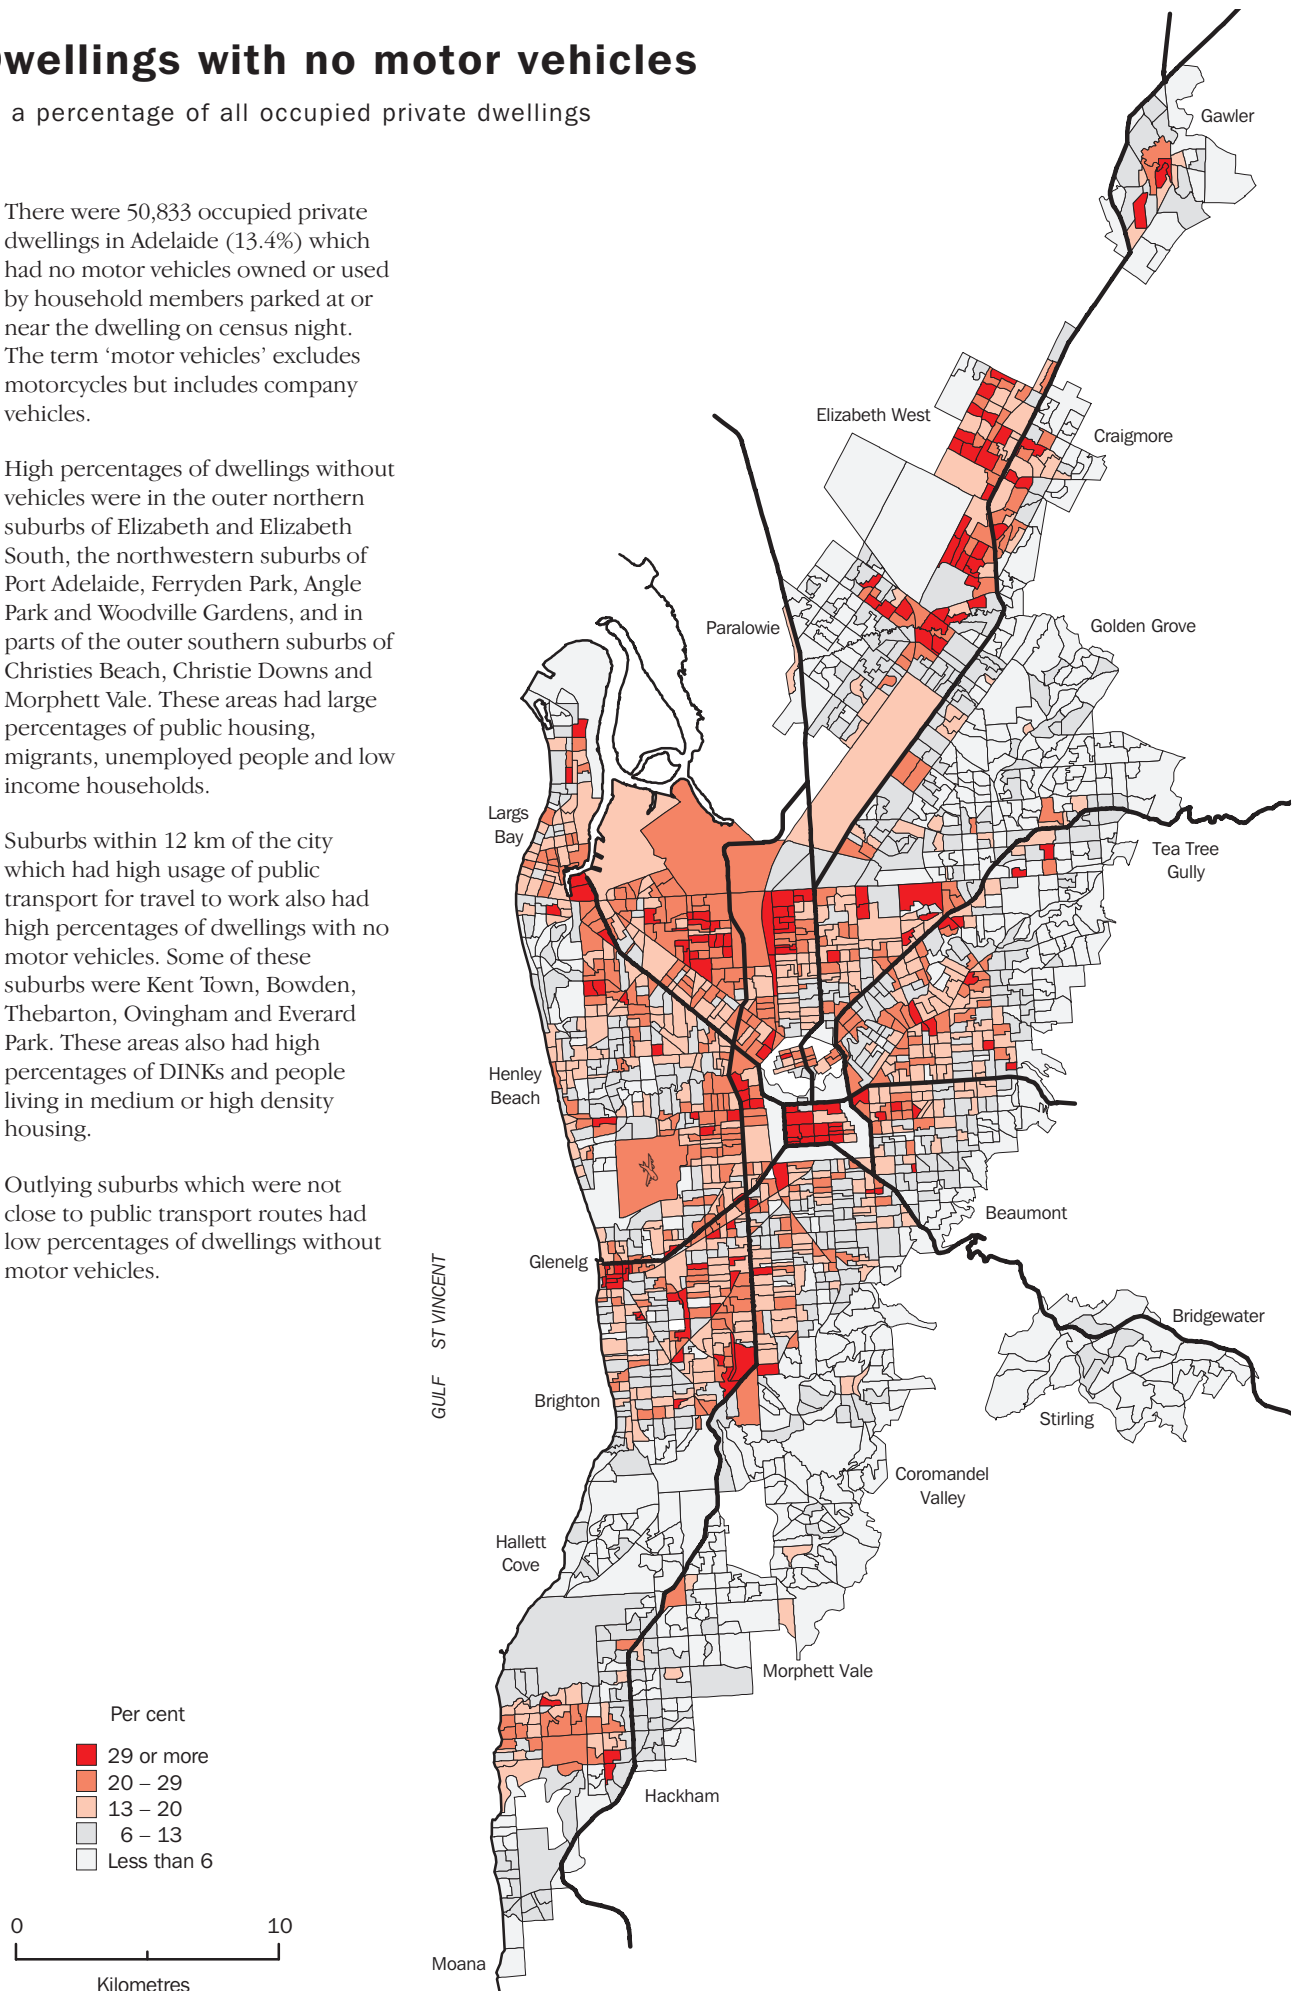 Dwellings with no motor vehicles
a percentage of all occupied private dwellings
There were 50,833 occupied private
dwellings in Adelaide (13.4%) which
had no motor vehicles owned or used
by household members parked at or
near the dwelling on census night.
The term ‘motor vehicles’ excludes
motorcycles but includes company
vehicles.
High percentages of dwellings without
vehicles were in the outer northern
suburbs of Elizabeth and Elizabeth
South, the northwestern suburbs of
Port Adelaide, Ferryden Park, Angle
Park and Woodville Gardens, and in
parts of the outer southern suburbs of
Christies Beach, Christie Downs and
Morphett Vale. These areas had large
percentages of public housing,
migrants, unemployed people and low
income households.
Suburbs within 12 km of the city
which had high usage of public
transport for travel to work also had
high percentages of dwellings with no
motor vehicles. Some of these
suburbs were Kent Town, Bowden,
Thebarton, Ovingham and Everard
Park. These areas also had high
percentages of DINKs and people
living in medium or high density
housing.
Outlying suburbs which were not
close to public transport routes had
low percentages of dwellings without
motor vehicles.
Gawler
Elizabeth West
Craigmore
Paralowie
Golden Grove
Largs
Bay
Tea Tree
Gully
Henley
Beach
Beaumont
Glenelg
GULF ST VINCENT
Bridgewater
Brighton
Stirling
Coromandel
Valley
Hallett
Cove
Morphett Vale
Hackham
Moana
Per cent
29 or more
20 – 29
13 – 20
6 – 13
Less than 6
0 10
Kilometres